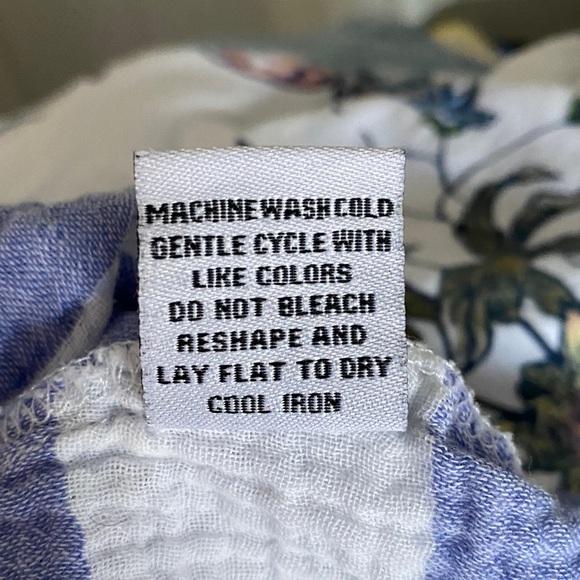 MACHINE WASH COLD
GENTLE CYCLE WITH
LIKE COLORS
DO NOT BLEACH
RESHAPE AND
LAY FLAT TO DRY
COOL IRON